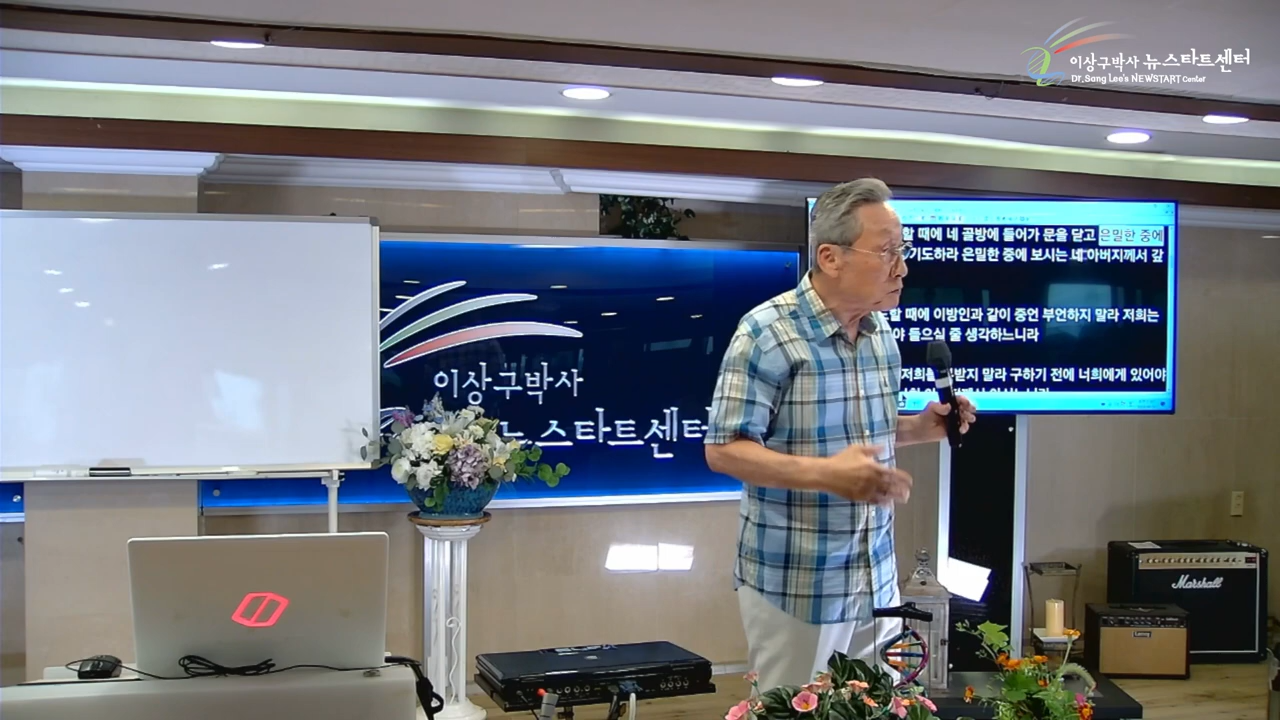 이상구박사 뉴스타트센터
Dr. Sang Lee's NEWSTART Center
할 때에 네 골방에 들어가 문을 닫고 은밀한 중에
기도하라 은밀한 중에 보시는 네 아버지께서 갚
할 때에 이방인과 같이 중언 부언하지 말라 저희는
야 들으실 줄 생각하느니라
저희를 받지 말라 구하기 전에 너희에게 있어야
이상구박사
뉴스타트센터
Marshall